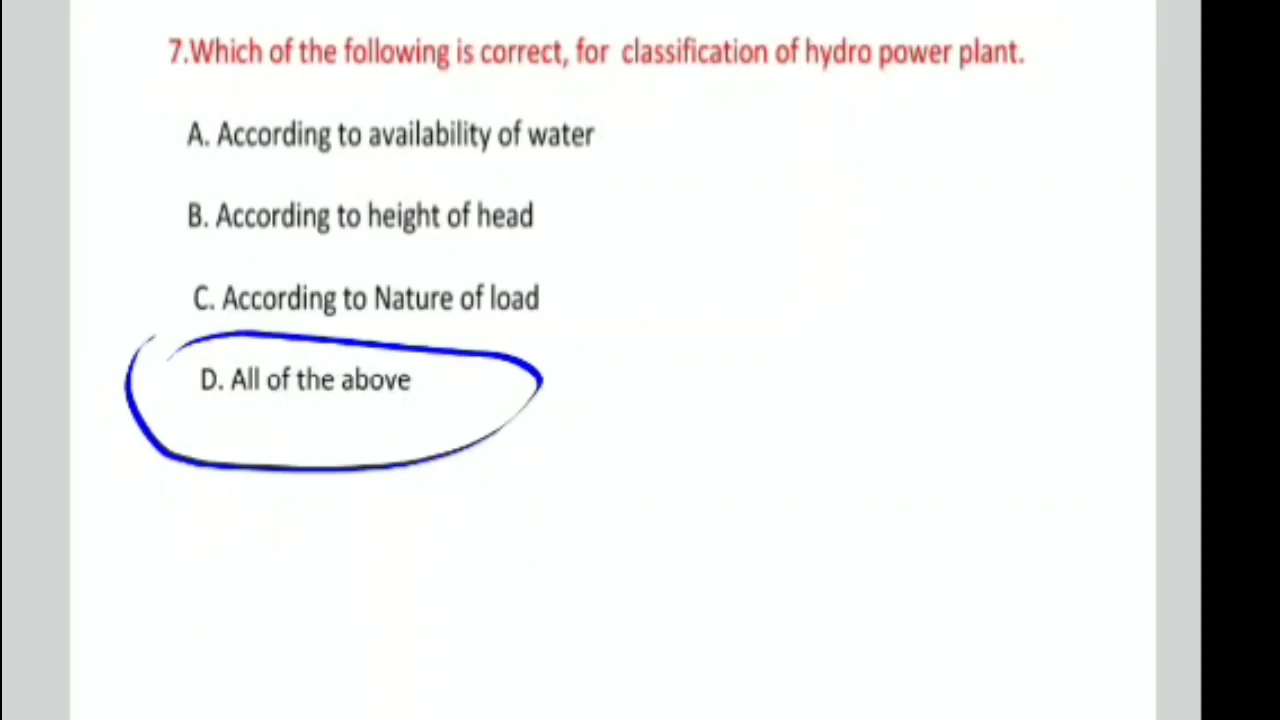 7.Which of the following is correct, for classification of hydro power plant.
A. According to availability of water
B. According to height of head
C. According to Nature of load
D. All of the above